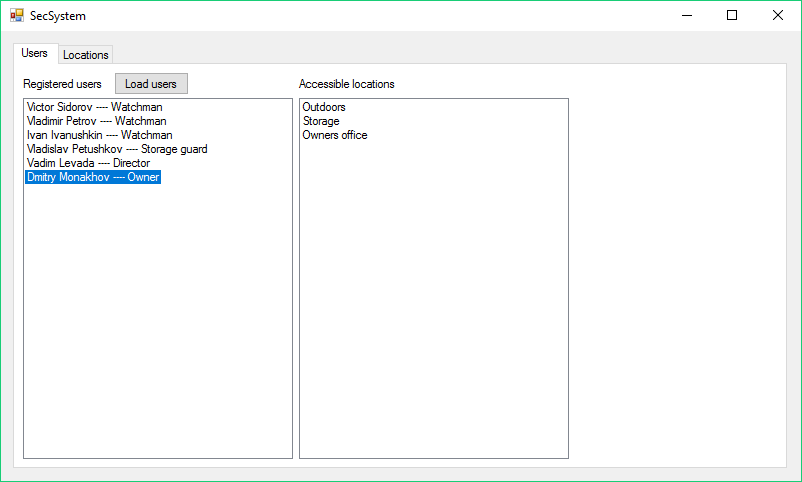 SecSystem
Users
Locations
Registered users
Load users
Accessible locations
Victor Sidorov ---- Watchman
Vladimir Petrov ---- Watchman
Ivan Ivanushkin ---- Watchman
Vladislav Petushkov ---- Storage guard
Vadim Levada ---- Director
Dmitry Monakhov ---- Owner
Outdoors
Storage
Owners office